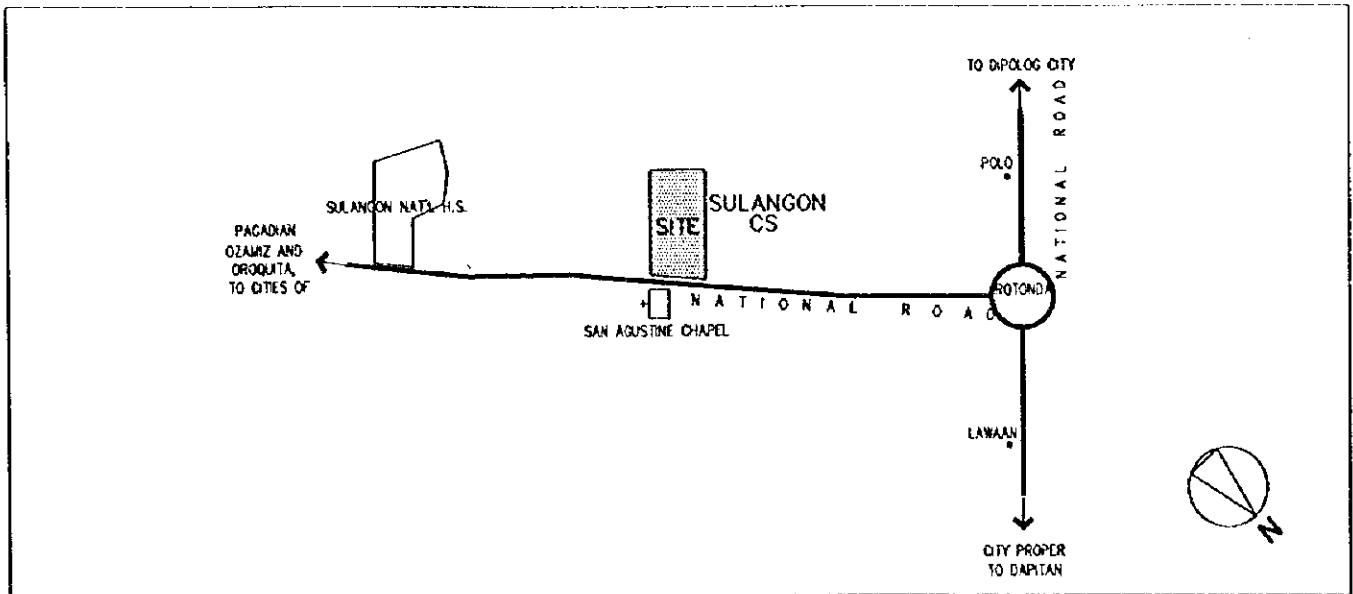 TO DIPOLOG CITY
NATIONAL ROAD
POLO
SULANGON NAT'L H.S.
SULANGON
CS
SITE
PAGADIAN
OZAMIZ AND
OROQUITA,
TO CITIES OF
ROTONDA
NATIONAL ROAD
SAN AGUSTINE CHAPEL
LAWAAN
N
CITY PROPER
TO DAPITAN